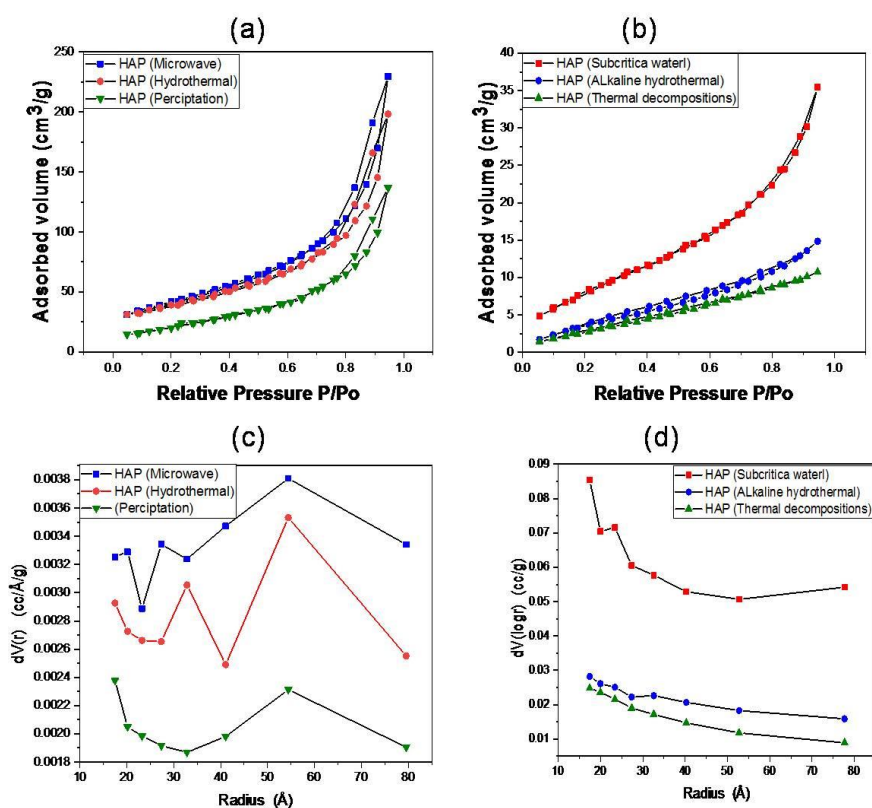 (a)
250
200
150
100
50
0
0.0 0.2 0.4 0.6 0.8 1.0
Adsorbed volume (cm³/g)
Relative Pressure P/Po
HAP (Microwave)
HAP (Hydrothermal)
HAP (Perciptation)
(b)
40
35
30
25
20
15
10
5
0
0.0 0.2 0.4 0.6 0.8 1.0
Adsorbed volume (cm³/g)
Relative Pressure P/Po
HAP (Subcritica waterl)
HAP (ALkaline hydrothermal)
HAP (Thermal decompositions)
(c)
0.0038
0.0036
0.0034
0.0032
0.0030
0.0028
0.0026
0.0024
0.0022
0.0020
0.0018
10 20 30 40 50 60 70 80
dV(r) (cc/Å/g)
Radius (Å)
HAP (Microwave)
HAP (Hydrothermal)
(Perciptation)
(d)
0.09
0.08
0.07
0.06
0.05
0.04
0.03
0.02
0.01
10 20 30 40 50 60 70 80
dV(logr) (cc/g)
Radius (Å)
HAP (Subcritica waterl)
HAP (ALkaline hydrothermal)
HAP (Thermal decompositions)